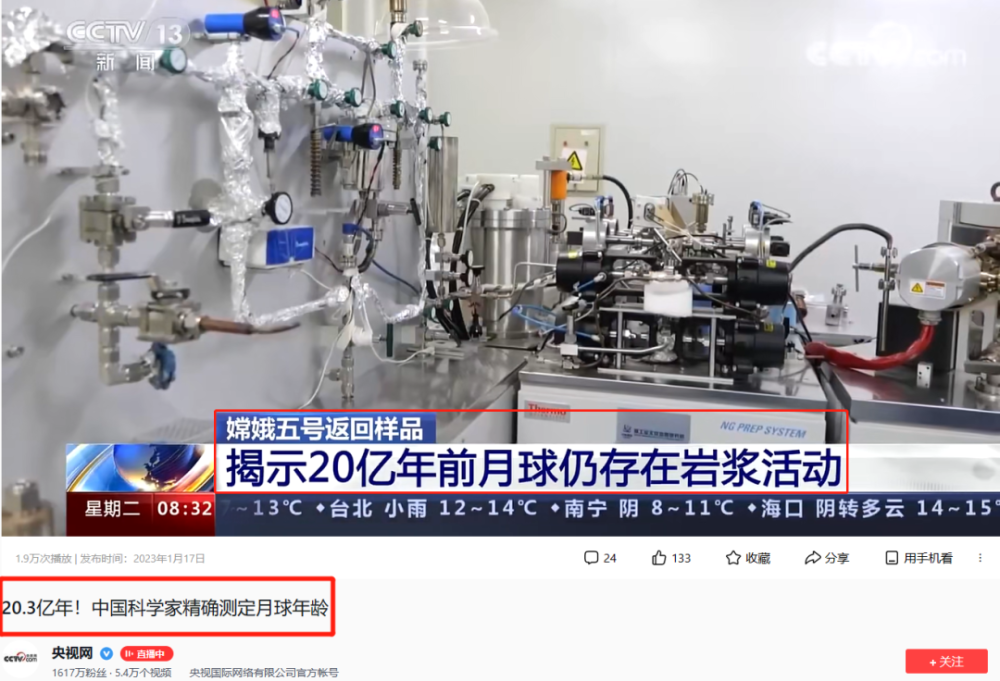 CCTV 13
新闻
CCTV.com
嫦娥五号返回样品
揭示20亿年前月球仍存在岩浆活动
Thermo
NG PREP SYSTEM
星期二 08:32
~13℃ ◆台北 小雨 12~14℃ ◆南宁 阴 8~11℃ ◆海口 阴转多云 14~15°
1.9万次播放 | 发布时间：2023年1月17日
24 133 收藏 分享 用手机看
20.3亿年！中国科学家精确测定月球年龄
CCTV.com 央视网 直播中
1617万粉丝 · 5.4万个视频 央视国际网络有限公司官方帐号
+ 关注